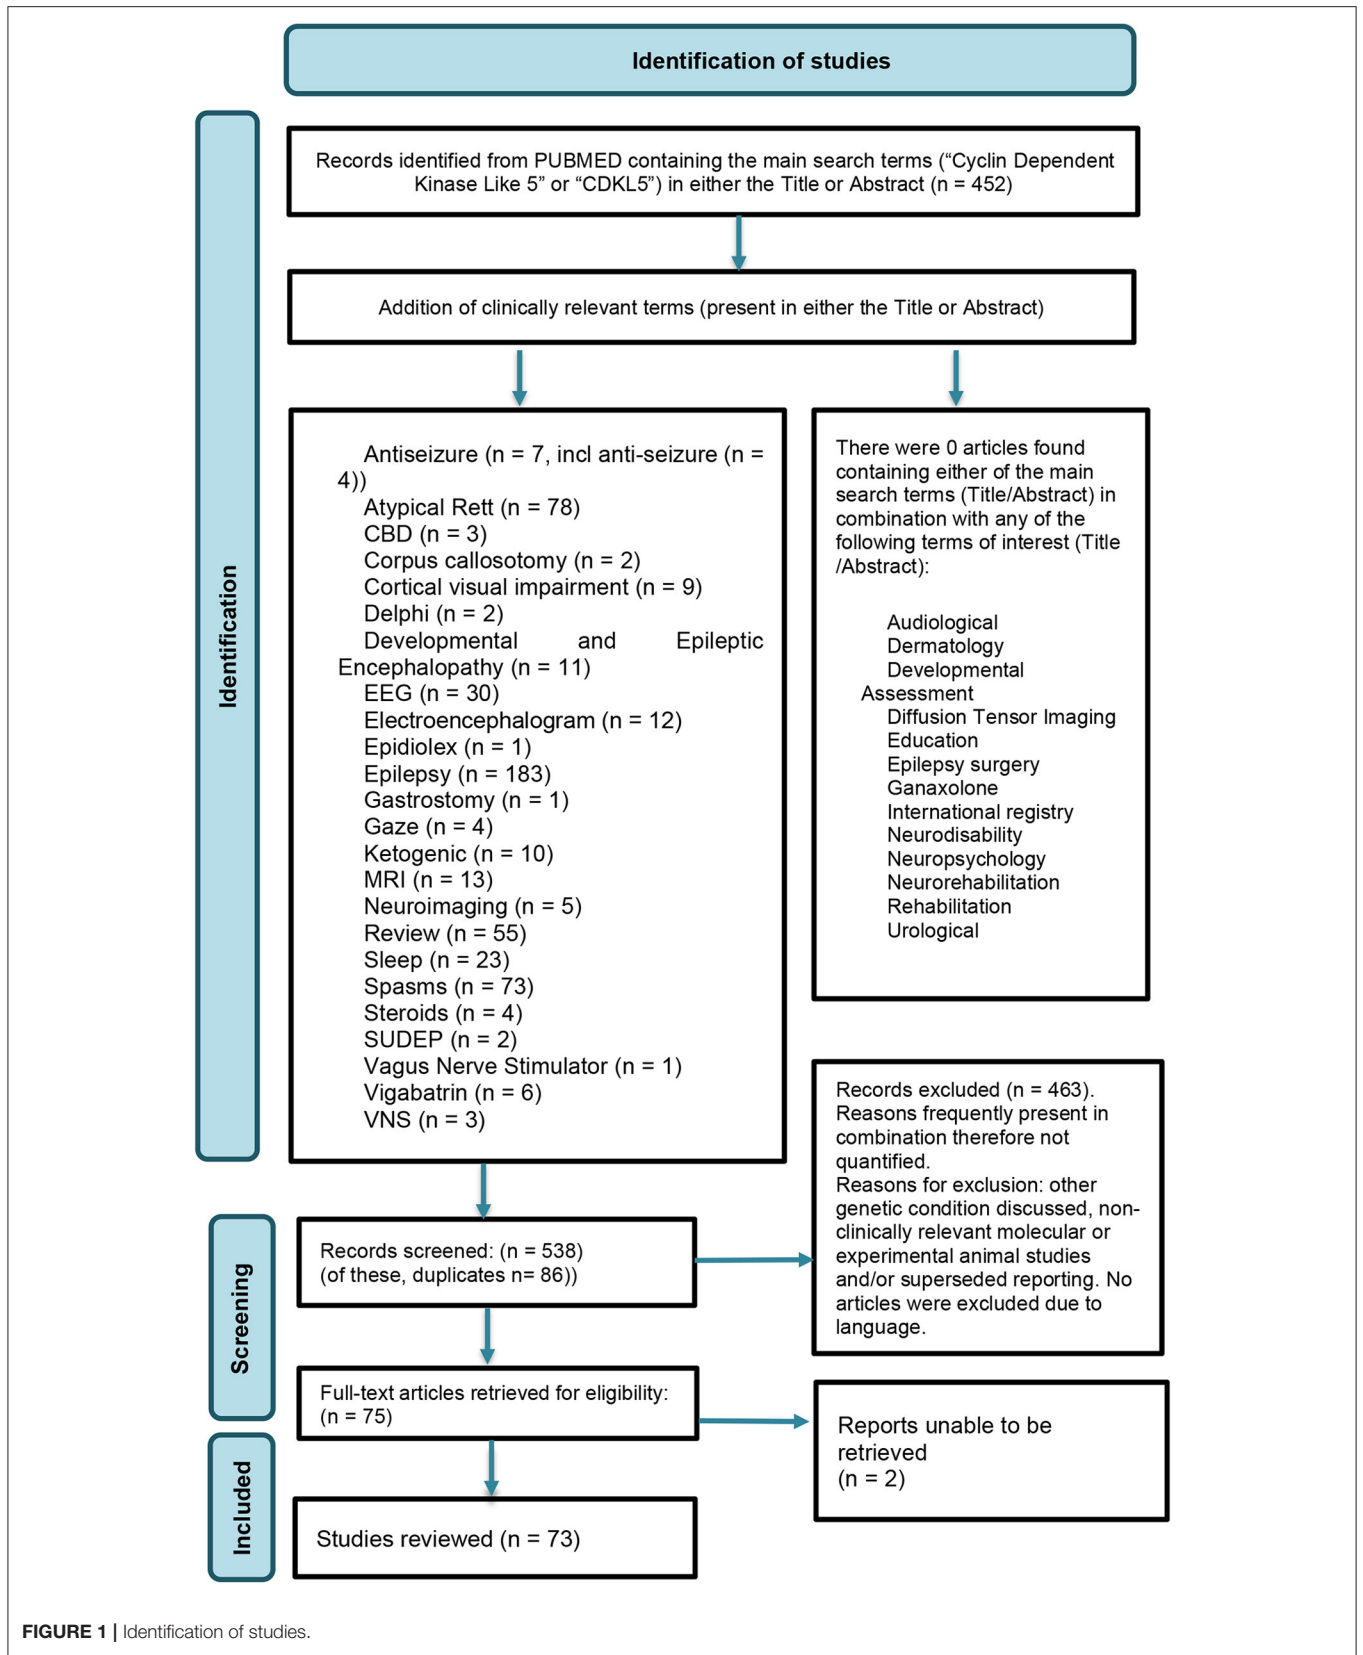 Identification of studies
Identification
Records identified from PUBMED containing the main search terms (“Cyclin Dependent
Kinase Like 5” or “CDKL5”) in either the Title or Abstract (n = 452)
Addition of clinically relevant terms (present in either the Title or Abstract)
Antiseizure (n = 7, incl anti-seizure (n =
4))
Atypical Rett (n = 78)
CBD (n = 3)
Corpus callosotomy (n = 2)
Cortical visual impairment (n = 9)
Delphi (n = 2)
Developmental and Epileptic
Encephalopathy (n = 11)
EEG (n = 30)
Electroencephalogram (n = 12)
Epidiolex (n = 1)
Epilepsy (n = 183)
Gastrostomy (n = 1)
Gaze (n = 4)
Ketogenic (n = 10)
MRI (n = 13)
Neuroimaging (n = 5)
Review (n = 55)
Sleep (n = 23)
Spasms (n = 73)
Steroids (n = 4)
SUDEP (n = 2)
Vagus Nerve Stimulator (n = 1)
Vigabatrin (n = 6)
VNS (n = 3)
There were 0 articles found
containing either of the main
search terms (Title/Abstract) in
combination with any of the
following terms of interest (Title
/Abstract):
Audiological
Dermatology
Developmental
Assessment
Diffusion Tensor Imaging
Education
Epilepsy surgery
Ganaxolone
International registry
Neurodisability
Neuropsychology
Neurorehabilitation
Rehabilitation
Urological
Screening
Records screened: (n = 538)
(of these, duplicates n= 86))
Records excluded (n = 463).
Reasons frequently present in
combination therefore not
quantified.
Reasons for exclusion: other
genetic condition discussed, non-
clinically relevant molecular or
experimental animal studies
and/or superseded reporting. No
articles were excluded due to
language.
Full-text articles retrieved for eligibility:
(n = 75)
Reports unable to be
retrieved
(n = 2)
Included
Studies reviewed (n = 73)
FIGURE 1 | Identification of studies.